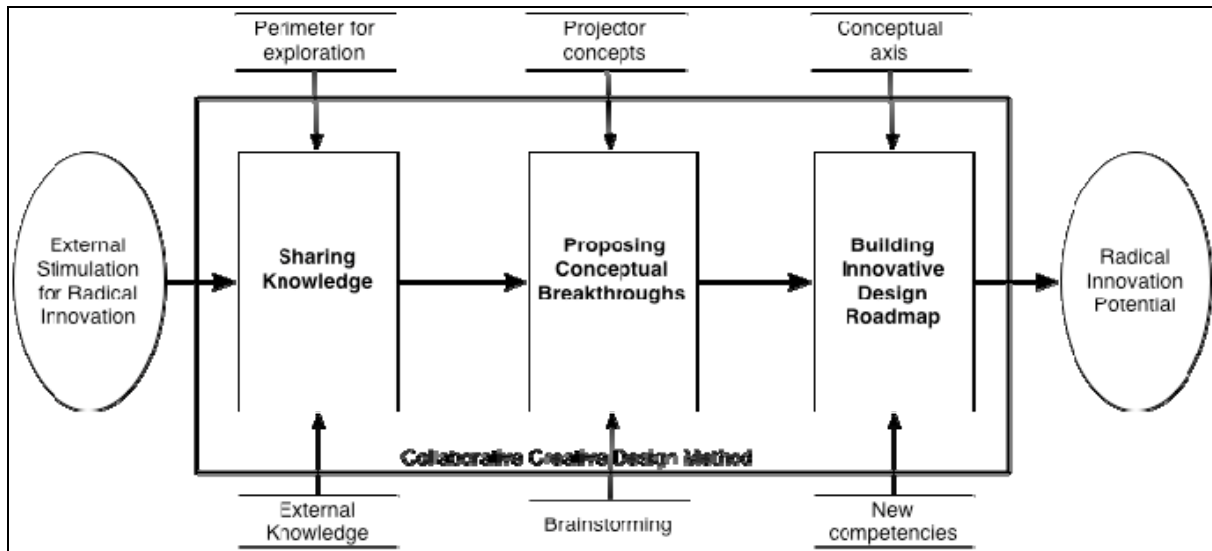 Perimeter for
exploration
Projector
concepts
Conceptual
axis
External
Stimulation
for Radical
Innovation
Sharing
Knowledge
Proposing
Conceptual
Breakthroughs
Building
Innovative
Design
Roadmap
Radical
Innovation
Potential
Collaborative Creative Design Method
External
Knowledge
Brainstorming
New
competencies